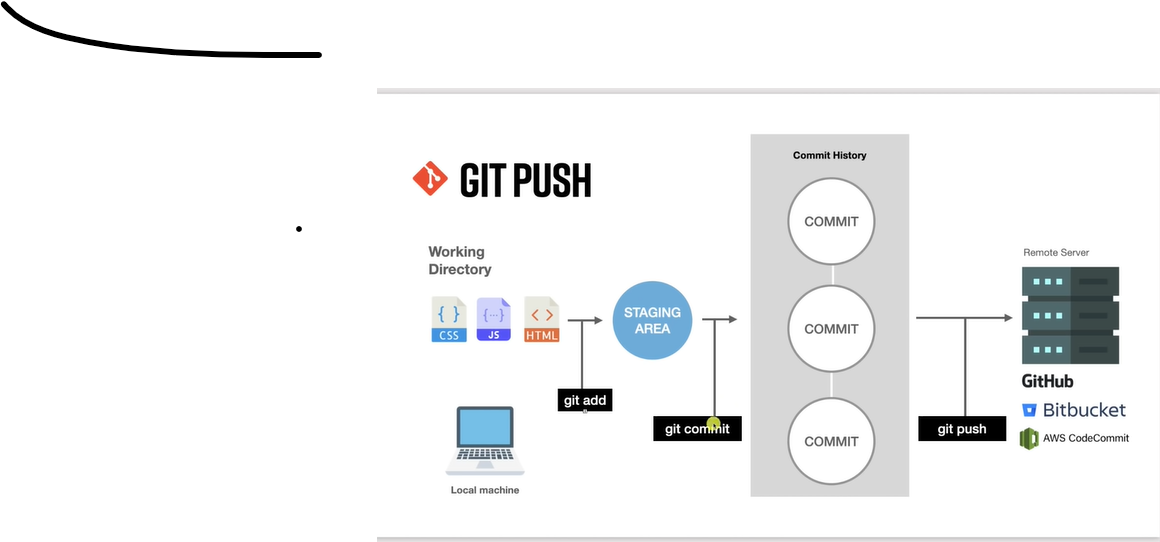 GIT PUSH
Working
Directory
{ } CSS
{...} JS
< > HTML
git add
Local machine
STAGING
AREA
git commit
Commit History
COMMIT
COMMIT
COMMIT
git push
Remote Server
GitHub
Bitbucket
AWS CodeCommit